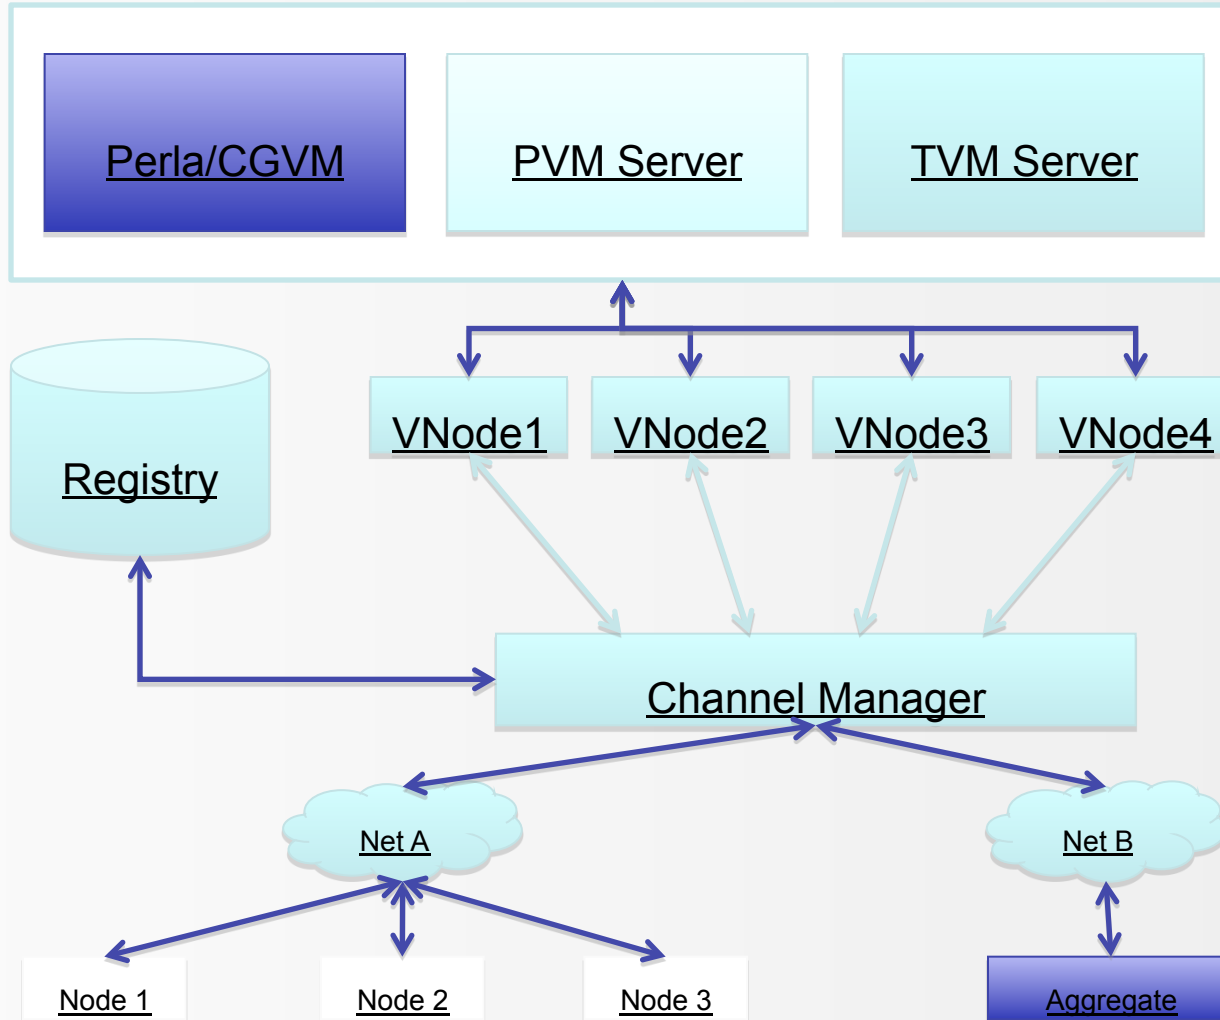 Perla/CGVM
PVM Server
TVM Server
VNode1
VNode2
VNode3
VNode4
Registry
Channel Manager
Net A
Net B
Node 1
Node 2
Node 3
Aggregate